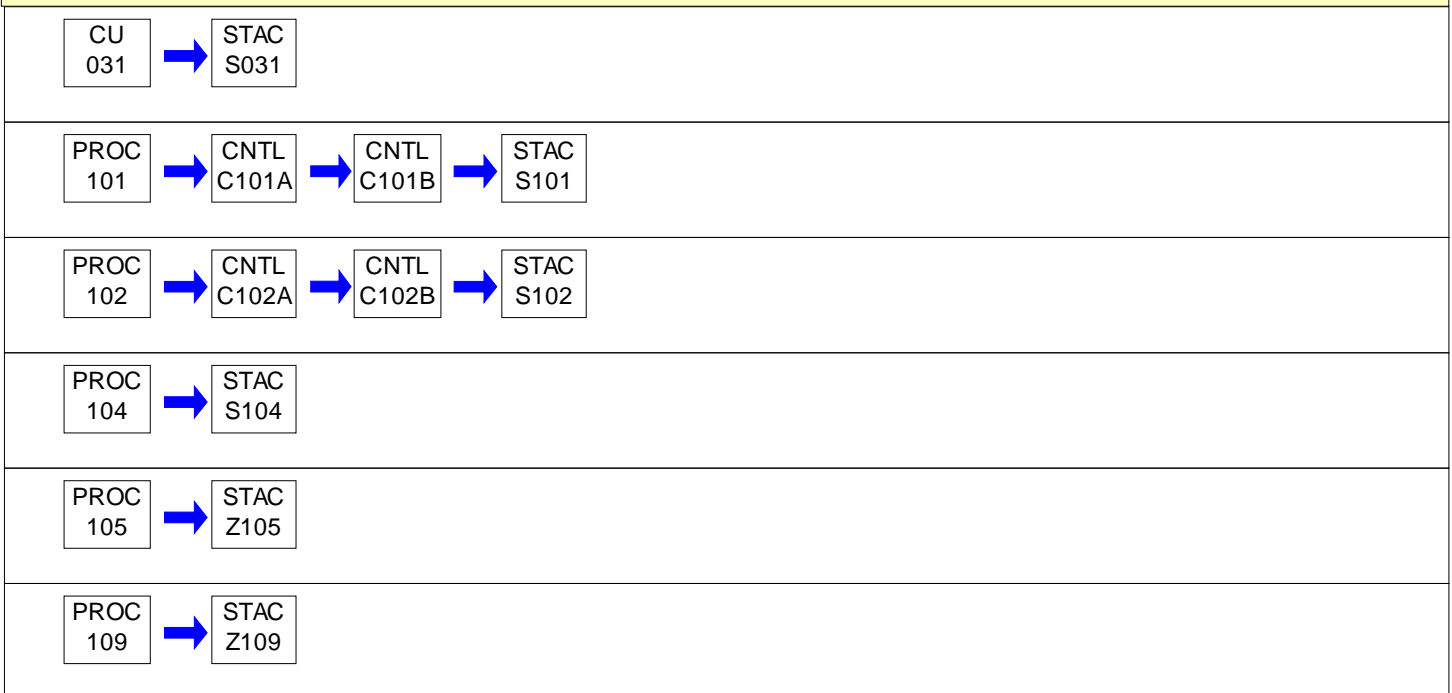 CU STAC
031 S031
PROC CNTL CNTL STAC
101 C101A C101B S101
PROC CNTL CNTL STAC
102 C102A C102B S102
PROC STAC
104 S104
PROC STAC
105 Z105
PROC STAC
109 Z109